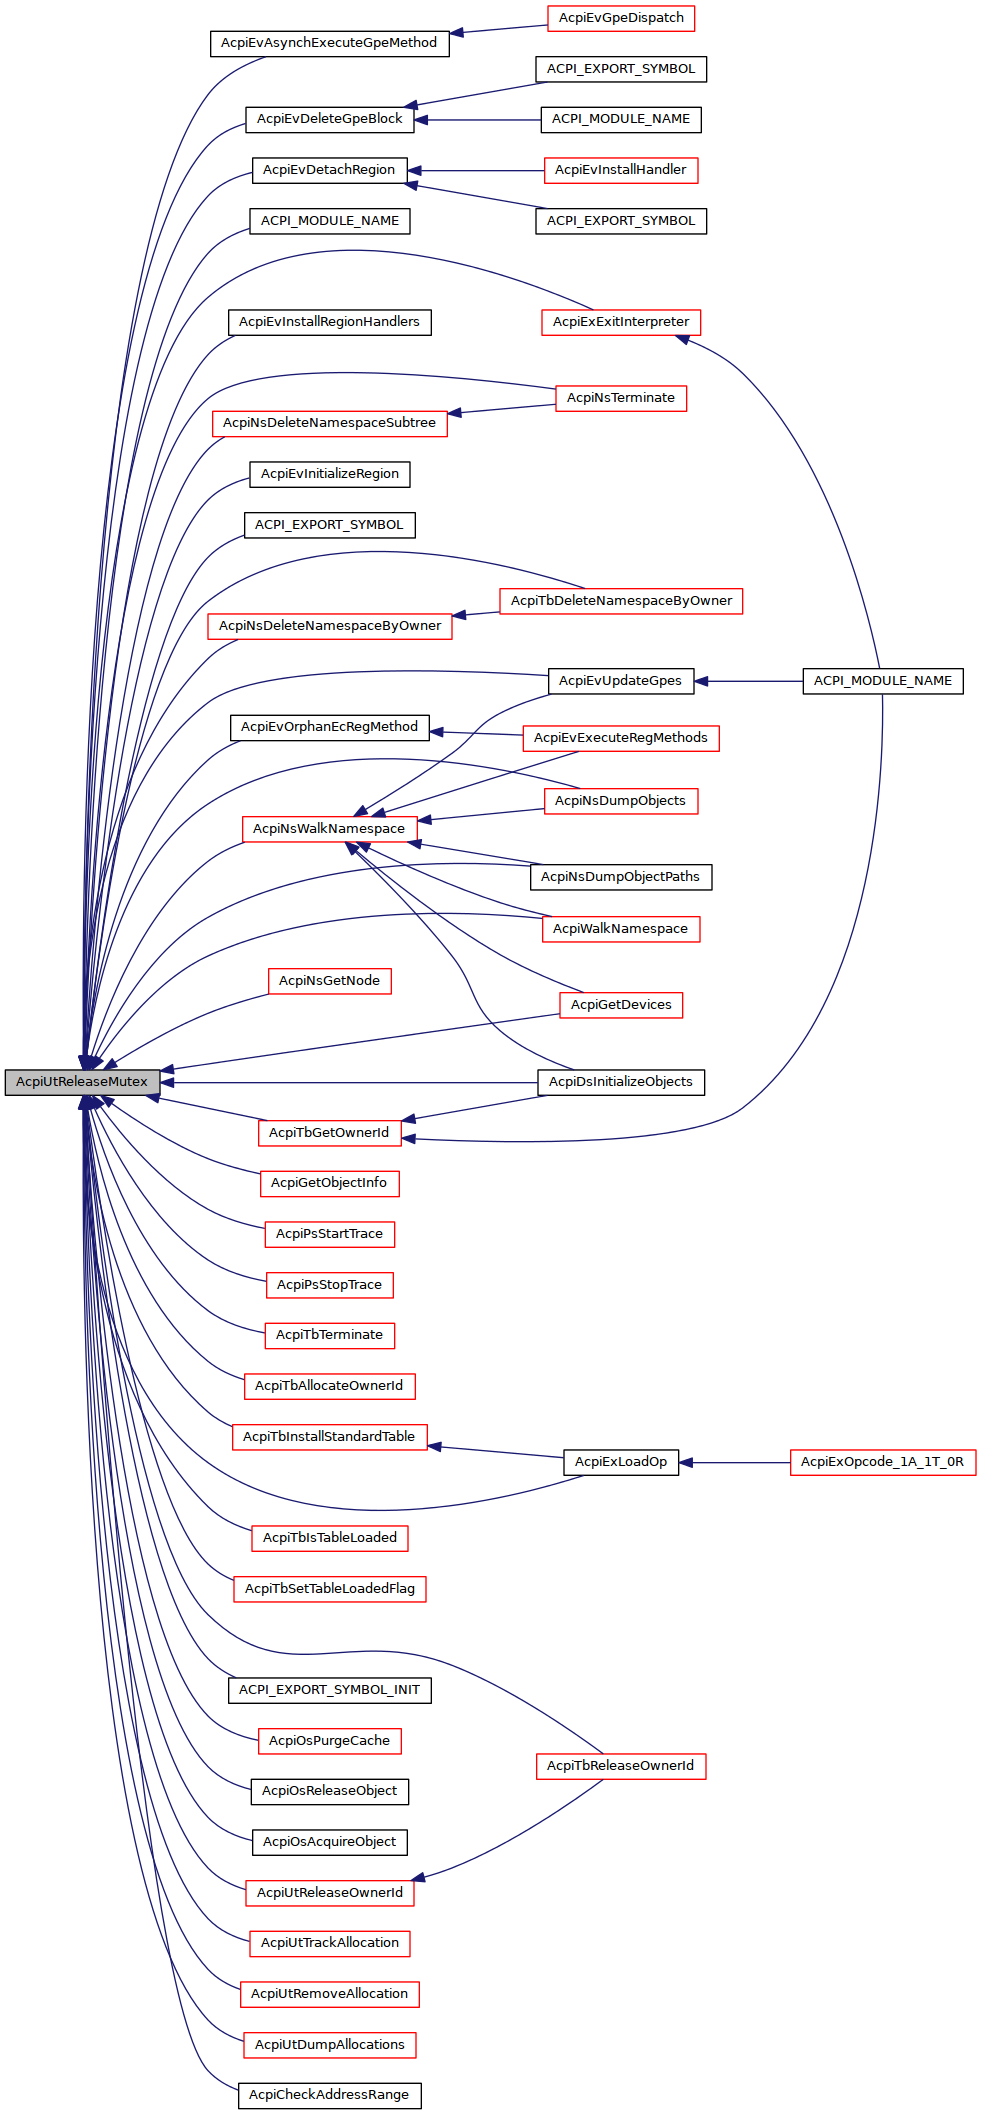 AcpiEvGpeDispatch
AcpiEvAsynchExecuteGpeMethod
ACPI_EXPORT_SYMBOL
AcpiEvDeleteGpeBlock
ACPI_MODULE_NAME
AcpiEvDetachRegion
AcpiEvInstallHandler
ACPI_MODULE_NAME
ACPI_EXPORT_SYMBOL
AcpiEvInstallRegionHandlers
AcpiExExitInterpreter
AcpiNsTerminate
AcpiNsDeleteNamespaceSubtree
AcpiEvInitializeRegion
ACPI_EXPORT_SYMBOL
AcpiTbDeleteNamespaceByOwner
AcpiNsDeleteNamespaceByOwner
AcpiEvUpdateGpes
ACPI_MODULE_NAME
AcpiEvOrphanEcRegMethod
AcpiEvExecuteRegMethods
AcpiNsDumpObjects
AcpiNsWalkNamespace
AcpiNsDumpObjectPaths
AcpiWalkNamespace
AcpiNsGetNode
AcpiGetDevices
AcpiUtReleaseMutex
AcpiDsInitializeObjects
AcpiTbGetOwnerId
AcpiGetObjectInfo
AcpiPsStartTrace
AcpiPsStopTrace
AcpiTbTerminate
AcpiTbAllocateOwnerId
AcpiTbInstallStandardTable
AcpiExLoadOp
AcpiExOpcode_1A_1T_0R
AcpiTbIsTableLoaded
AcpiTbSetTableLoadedFlag
ACPI_EXPORT_SYMBOL_INIT
AcpiOsPurgeCache
AcpiTbReleaseOwnerId
AcpiOsReleaseObject
AcpiOsAcquireObject
AcpiUtReleaseOwnerId
AcpiUtTrackAllocation
AcpiUtRemoveAllocation
AcpiUtDumpAllocations
AcpiCheckAddressRange